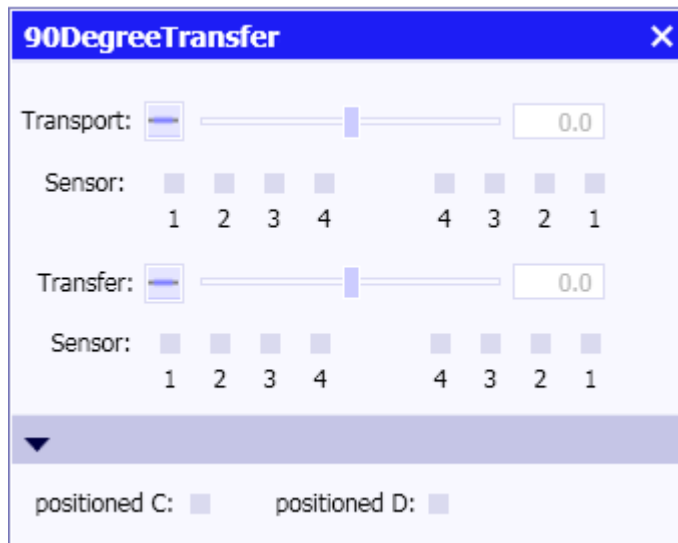 90DegreeTransfer
Transport: 0.0
Sensor:
1 2 3 4 4 3 2 1
Transfer: 0.0
Sensor:
1 2 3 4 4 3 2 1
positioned C: positioned D: